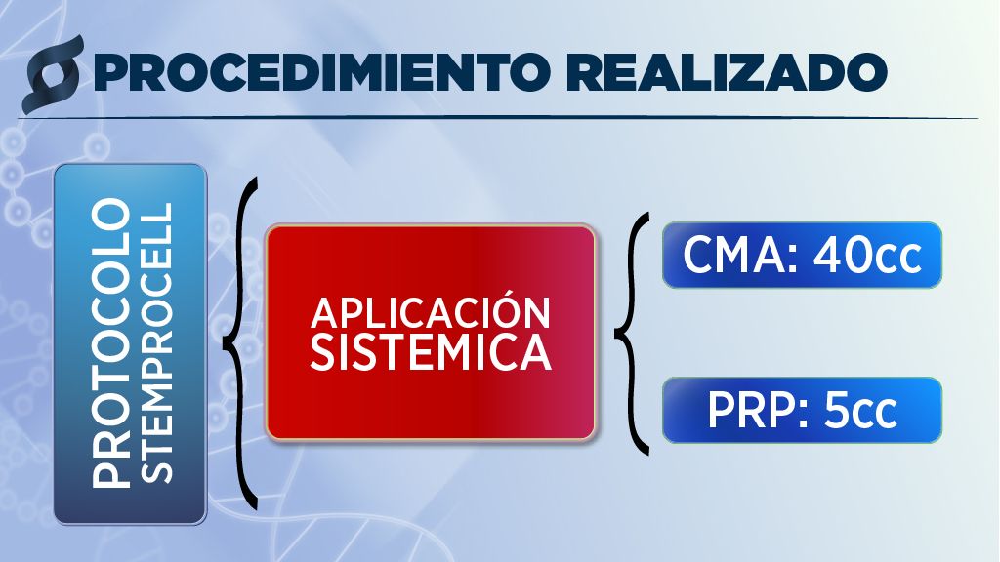 PROCEDIMIENTO REALIZADO
PROTOCOLO
STEMPROCELL
APLICACIÓN
SISTEMICA
CMA: 40cc
PRP: 5cc